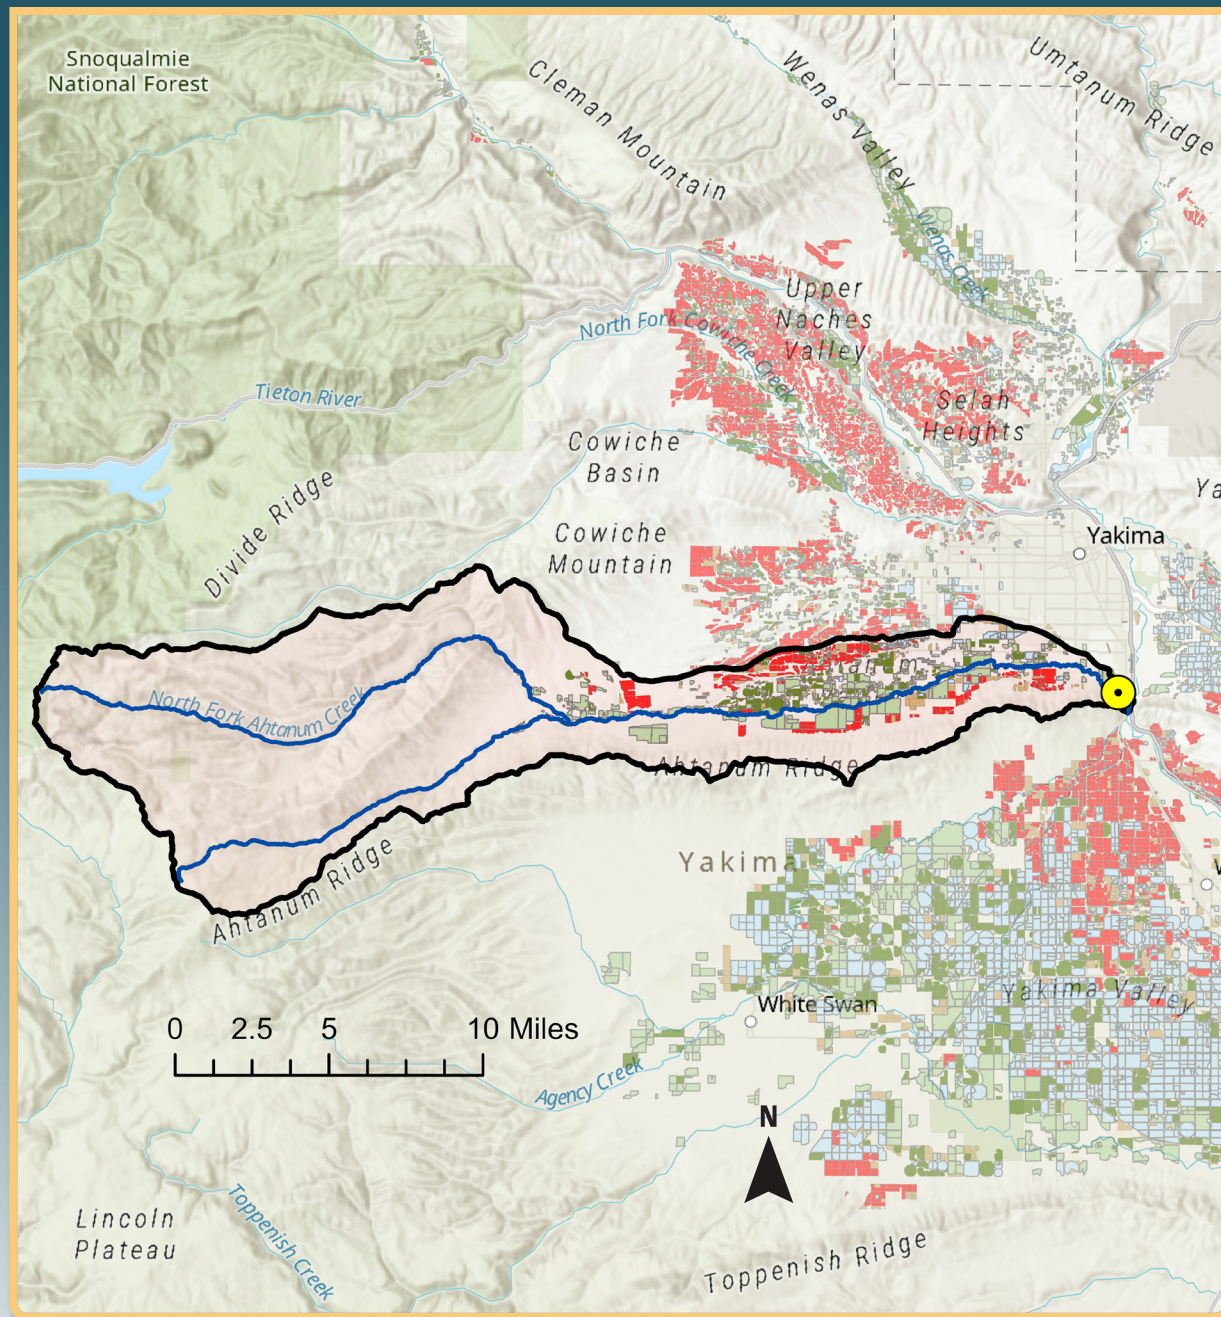 Snoqualmie
National Forest
Cleman Mountain
Wenas Valley
Umtanum Ridge
Wenas Creek
Upper
Naches
Valley
North Fork Cowiche Creek
Tieton River
Selah
Heights
Cowiche
Basin
Divide Ridge
Ya
Cowiche
Mountain
Yakima
North Fork Ahtanum Creek
Ahtanum Ridge
Yakima
Ahtanum Ridge
Yakima Valley
White Swan
0 2.5 5 10 Miles
Agency Creek
N
Toppenish Creek
Lincoln
Plateau
Toppenish Ridge